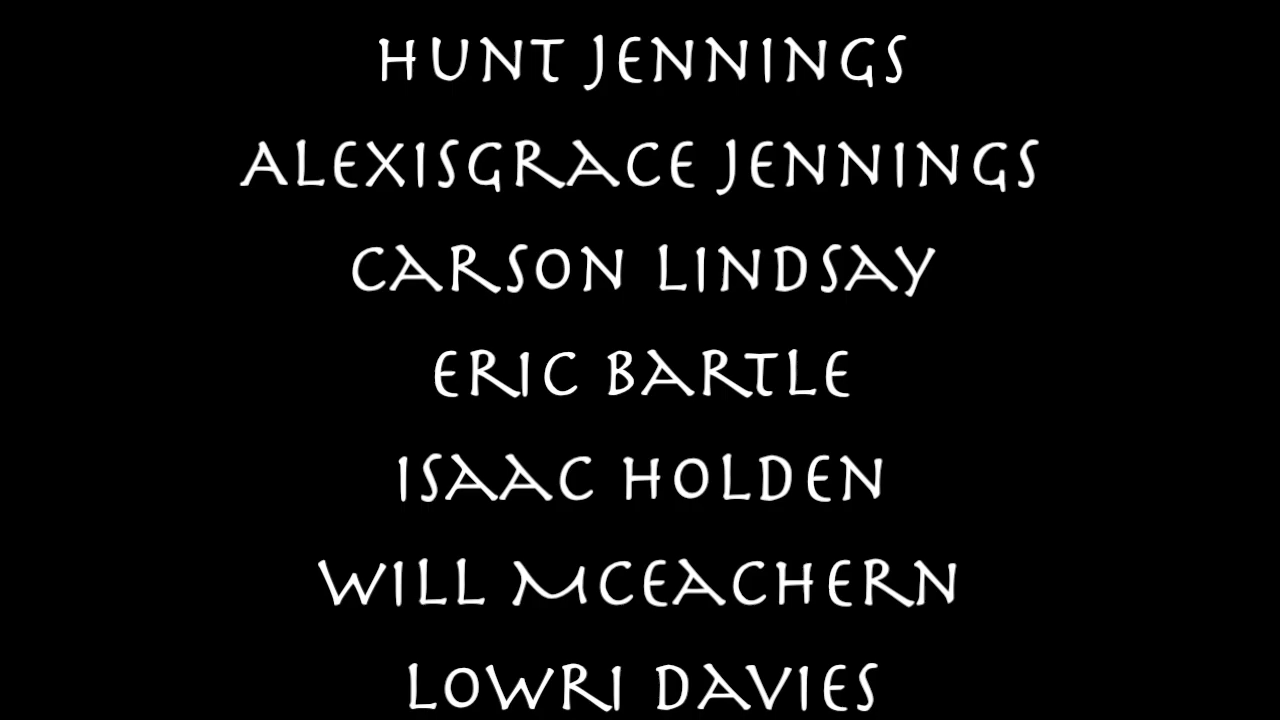 HUNT JENNINGS
ALEXISGRACE JENNINGS
CARSON LINDSAY
ERIC BARTLE
ISAAC HOLDEN
WILL MCEACHERN
LOWRI DAVIES